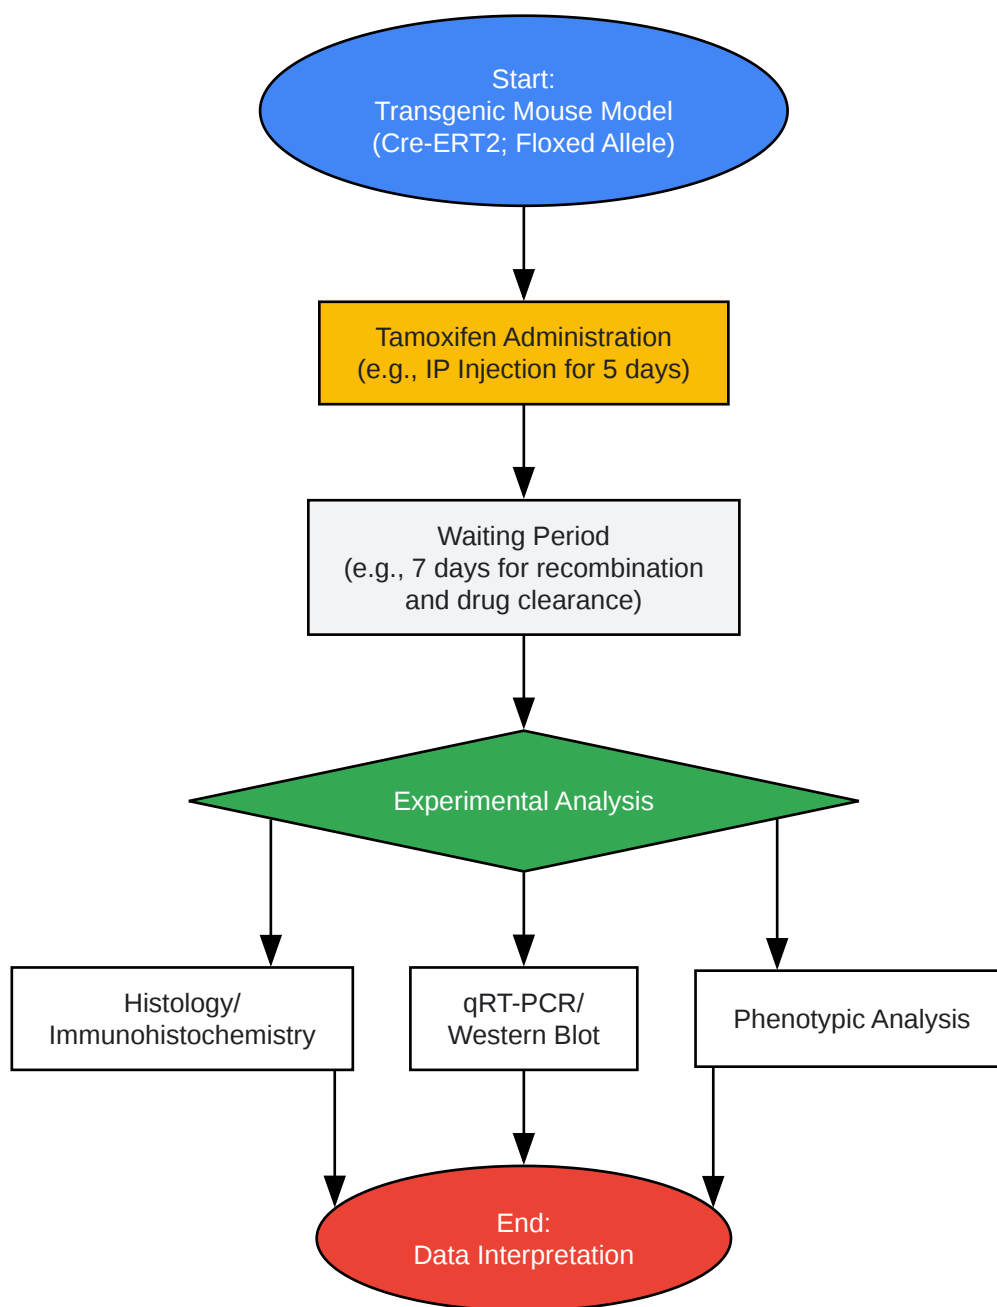 Start:
Transgenic Mouse Model
(Cre-ERT2; Floxed Allele)
Tamoxifen Administration
(e.g., IP Injection for 5 days)
Waiting Period
(e.g., 7 days for recombination
and drug clearance)
Experimental Analysis
Histology/
Immunohistochemistry
qRT-PCR/
Western Blot
Phenotypic Analysis
End:
Data Interpretation